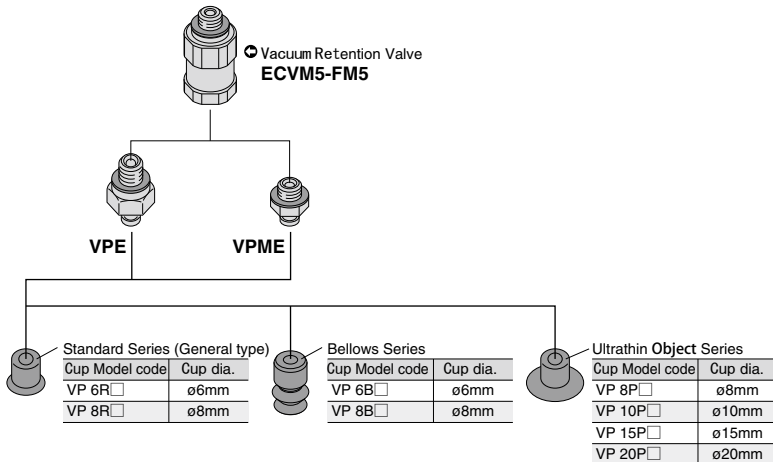 Vacuum Retention Valve
ECVM5-FM5
VPE
VPME
Standard Series (General type)
Cup Model code Cup dia.
VP 6R□ ø6mm
VP 8R□ ø8mm
Bellows Series
Cup Model code Cup dia.
VP 6B□ ø6mm
VP 8B□ ø8mm
Ultrathin Object Series
Cup Model code Cup dia.
VP 8P□ ø8mm
VP 10P□ ø10mm
VP 15P□ ø15mm
VP 20P□ ø20mm